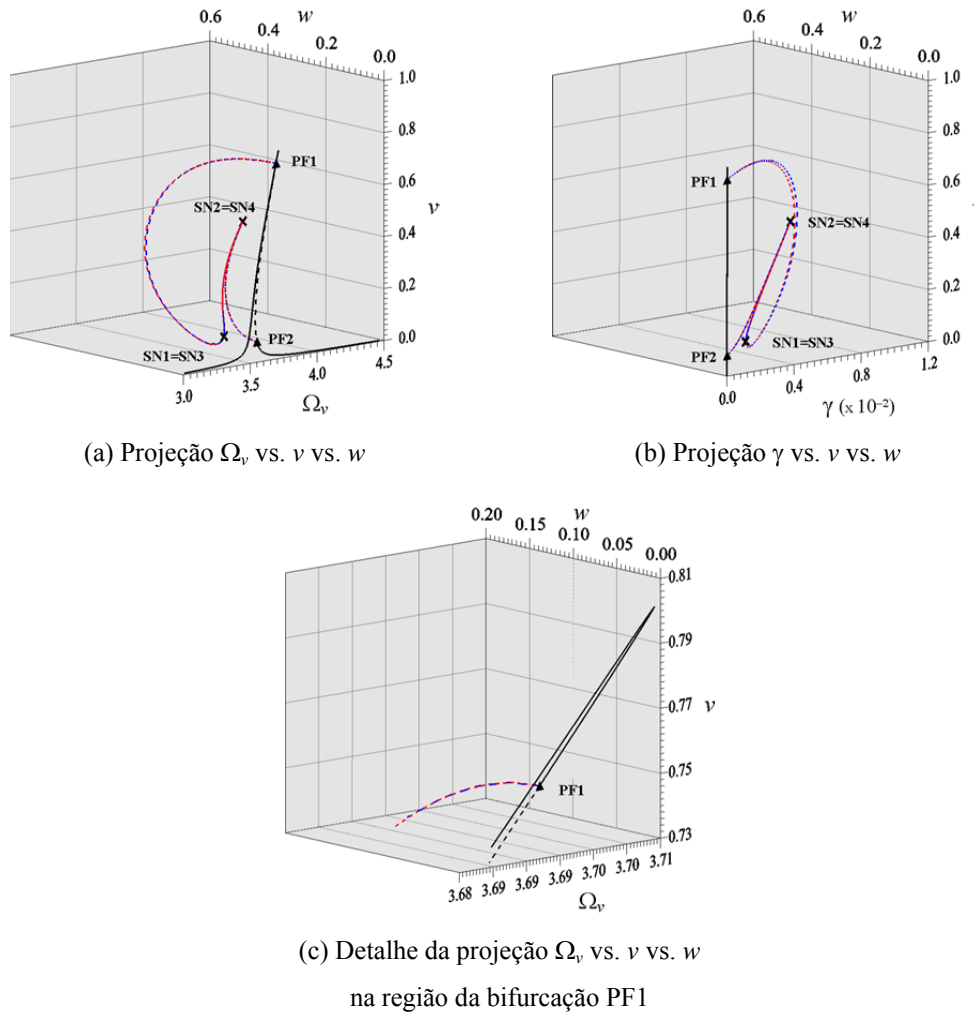 w
0.6 0.4 0.2 0.0
1.0
0.8
0.6
v
0.4
0.2
0.0
PF1
SN2=SN4
SN1=SN3
PF2
3.0 3.5 4.0 4.5
Ωv
(a) Projeção Ωv vs. v vs. w
w
0.6 0.4 0.2 0.0
1.0
0.8
0.6
0.4
0.2
0.0
PF1
SN2=SN4
SN1=SN3
PF2
0.0 0.4 0.8 1.2
γ (x 10⁻²)
(b) Projeção γ vs. v vs. w
w
0.20 0.15 0.10 0.05 0.00
0.81
0.79
0.77
v
0.75
0.73
PF1
3.68 3.69 3.69 3.69 3.70 3.70 3.71
Ωv
(c) Detalhe da projeção Ωv vs. v vs. w
na região da bifurcação PF1